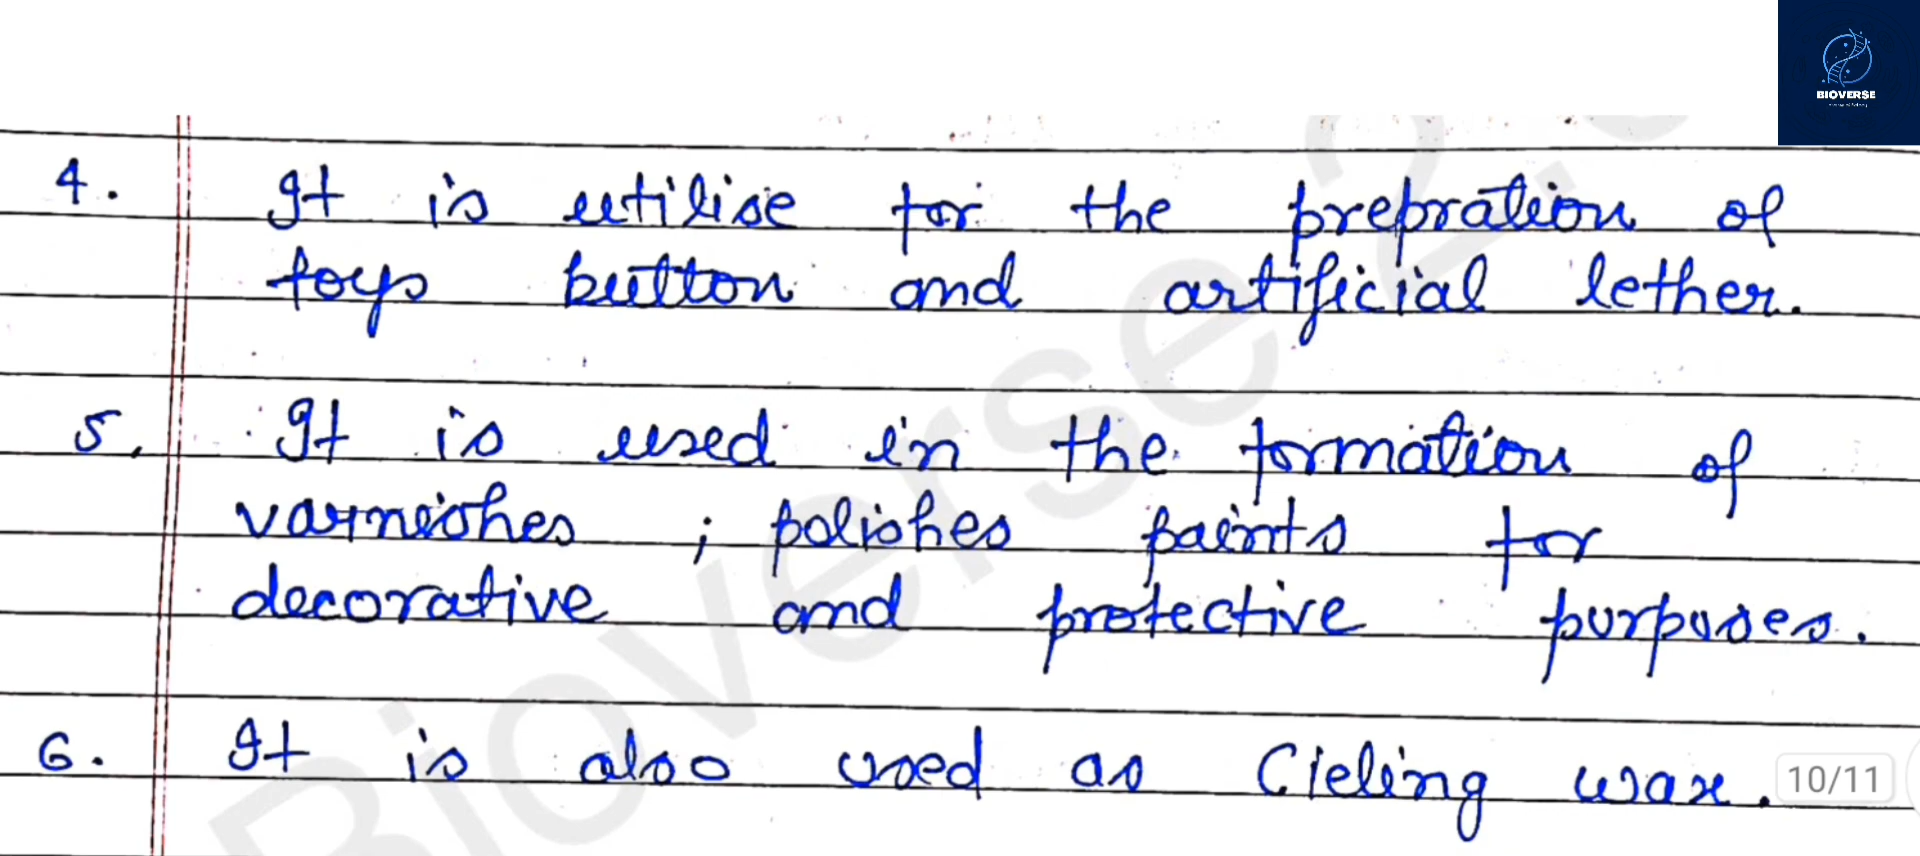 BIOVERSE
4. It is utilise for the prepration of
toys button and artificial lether.
5. It is used in the formation of
varnishes ; polishes paints for
decorative and protective purposes.
6. It is also used as Cieling wax.
10/11
Bioverse 2.